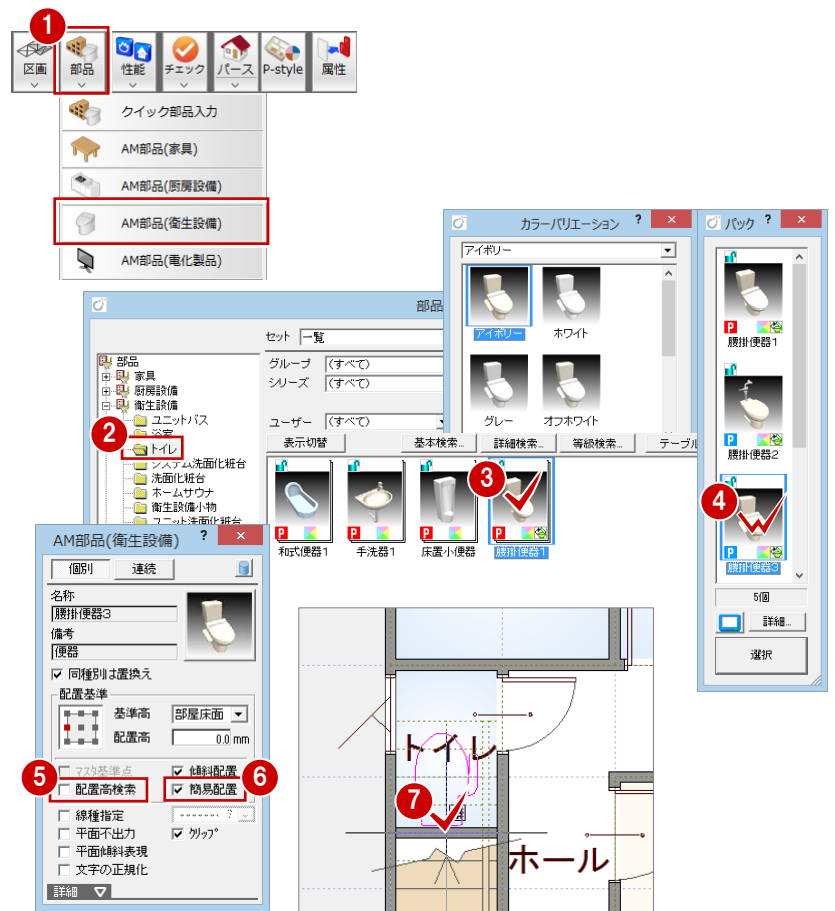 1
区画
部品
性能
チェック
パース
P-style
属性
クイック部品入力
AM部品(家具)
AM部品(厨房設備)
AM部品(衛生設備)
AM部品(電化製品)
カラーバリエーション ? ×
アイボリー
アイボリー
ホワイト
グレー
オフホワイト
パック ? ×
P
腰掛便器1
P
腰掛便器2
4
P
腰掛便器3
5個
詳細...
選択
部品
セット 一覧
グループ (すべて)
シリーズ (すべて)
ユーザー (すべて)
表示切替
基本検索...
詳細検索...
等級検索...
テーブル
部品
家具
厨房設備
衛生設備
ユニットバス
浴室
2
トイレ
システム洗面化粧台
洗面化粧台
ホームサウナ
衛生設備小物
ユニット洗面化粧台
3
P
和式便器1
P
手洗器1
P
床置小便器
P
腰掛便器1
AM部品(衛生設備) ? ×
個別 連続
名称
腰掛便器3
備考
便器
同種別は置換え
配置基準
基準高 部屋床面
配置高 0.0 mm
マスタ基準点 傾斜配置
5
配置高検索 簡易配置
6
線種指定 ?
平面不出力 クリップ
平面傾斜表現
文字の正規化
詳細
トイレ
7
ホール